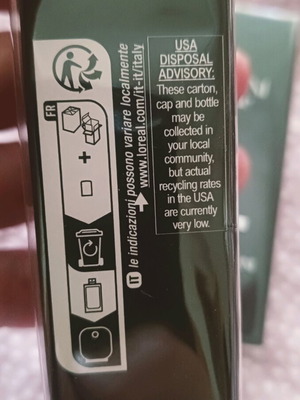 FR
IT le indicazioni possono variare localmente
www.loreal.com/it-it/italy
USA
DISPOSAL
ADVISORY:
These carton,
cap and bottle
may be
collected in
your local
community,
but actual
recycling rates
in the USA
are currently
very low.